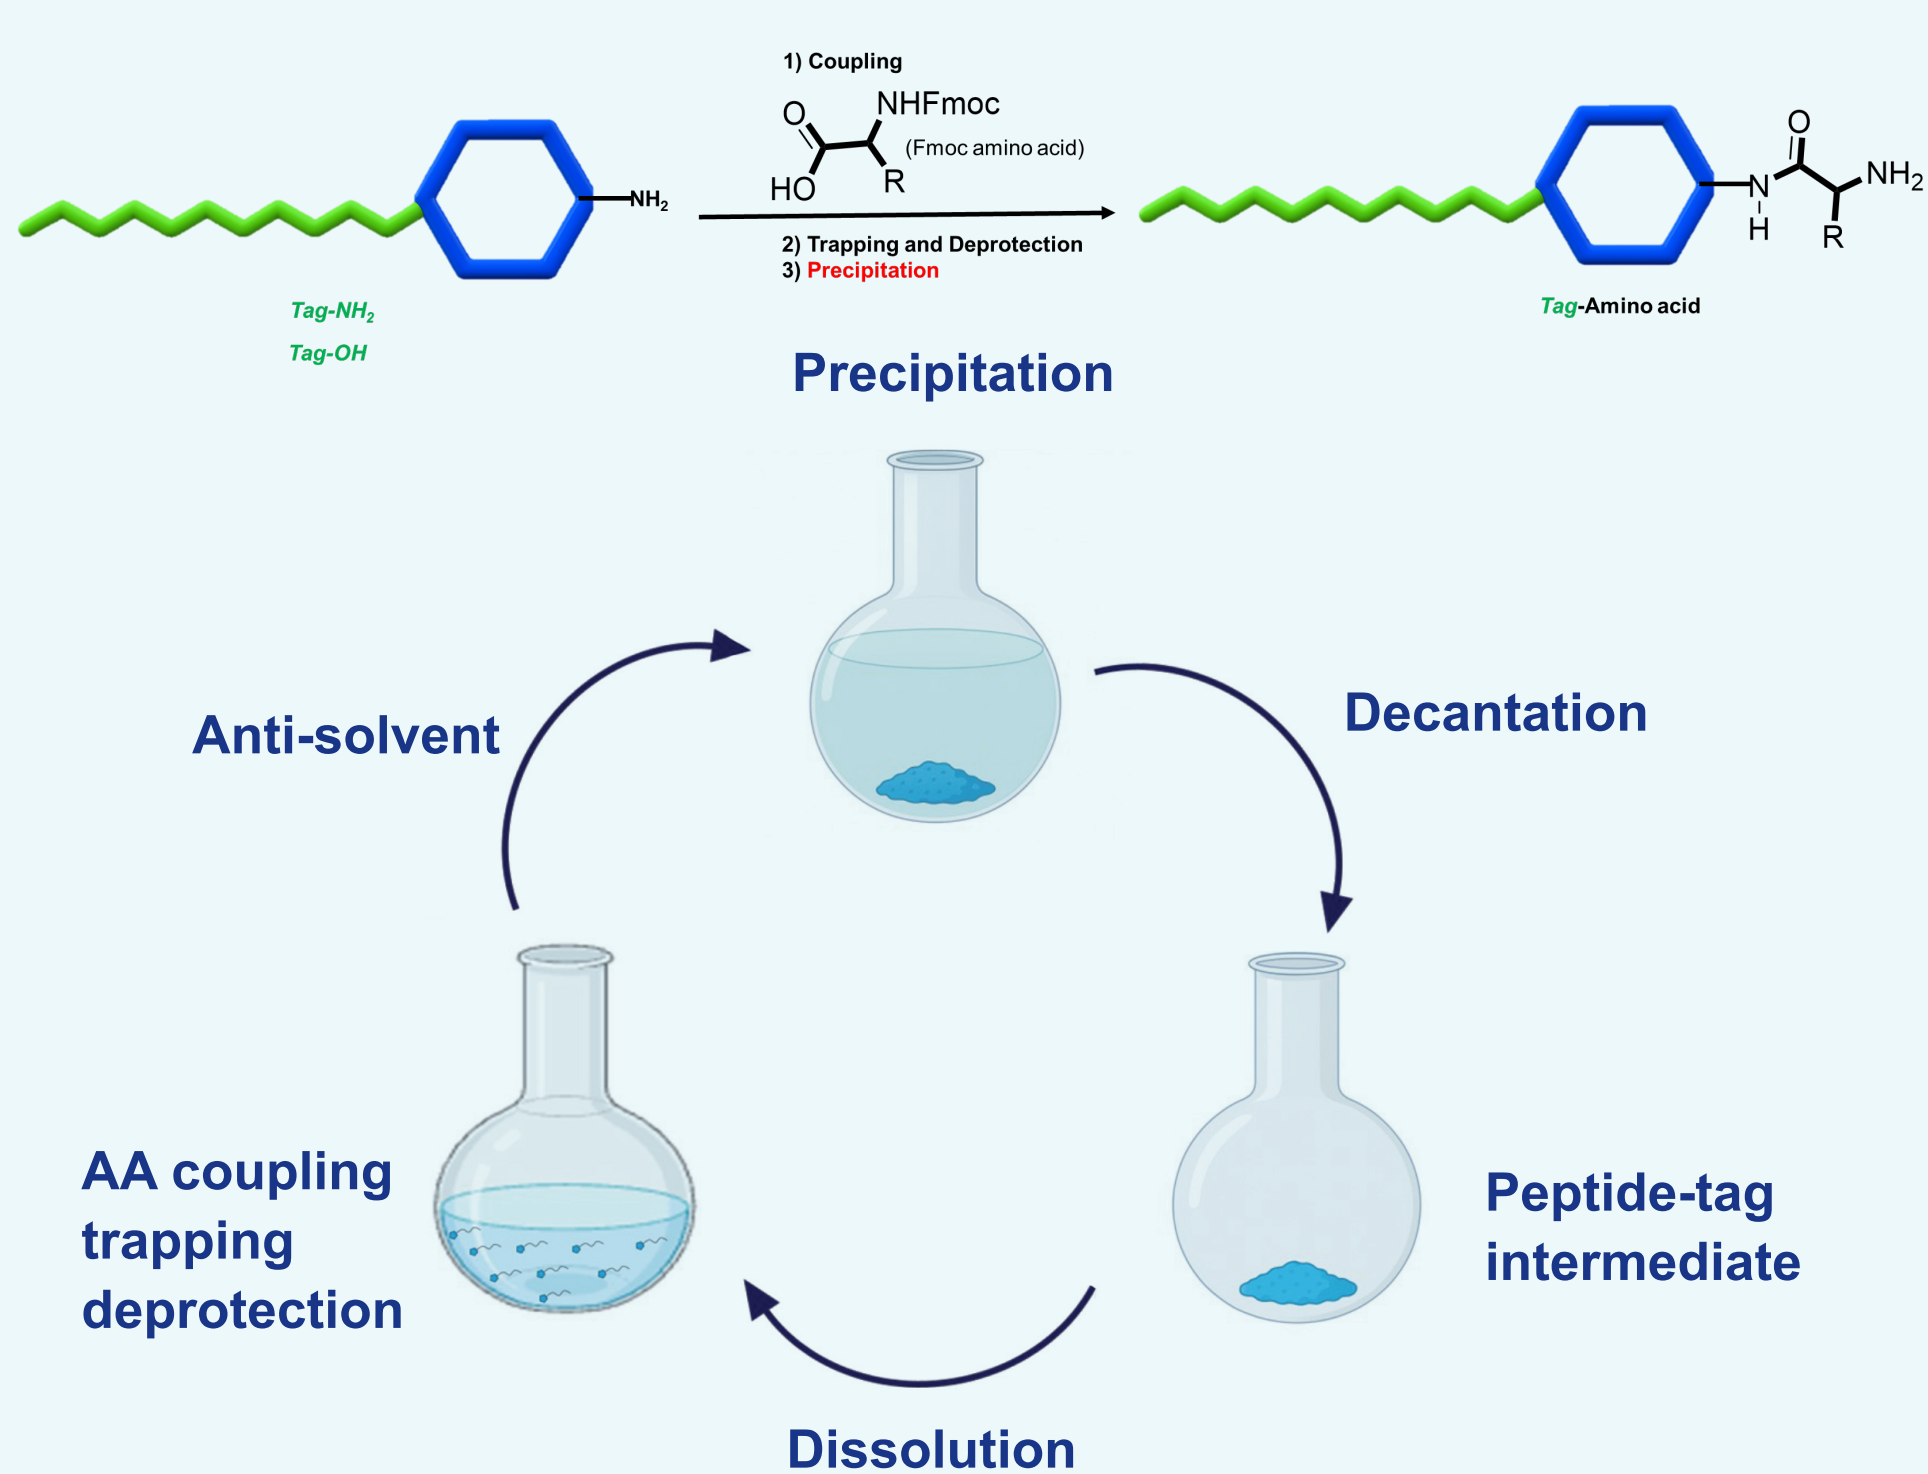 1) Coupling
O
NHFmoc
(Fmoc amino acid)
HO
R
NH2
2) Trapping and Deprotection
3) Precipitation
O
N
H
NH2
R
Tag-NH2
Tag-OH
Tag-Amino acid
Precipitation
Anti-solvent
Decantation
AA coupling
trapping
deprotection
Peptide-tag
intermediate
Dissolution